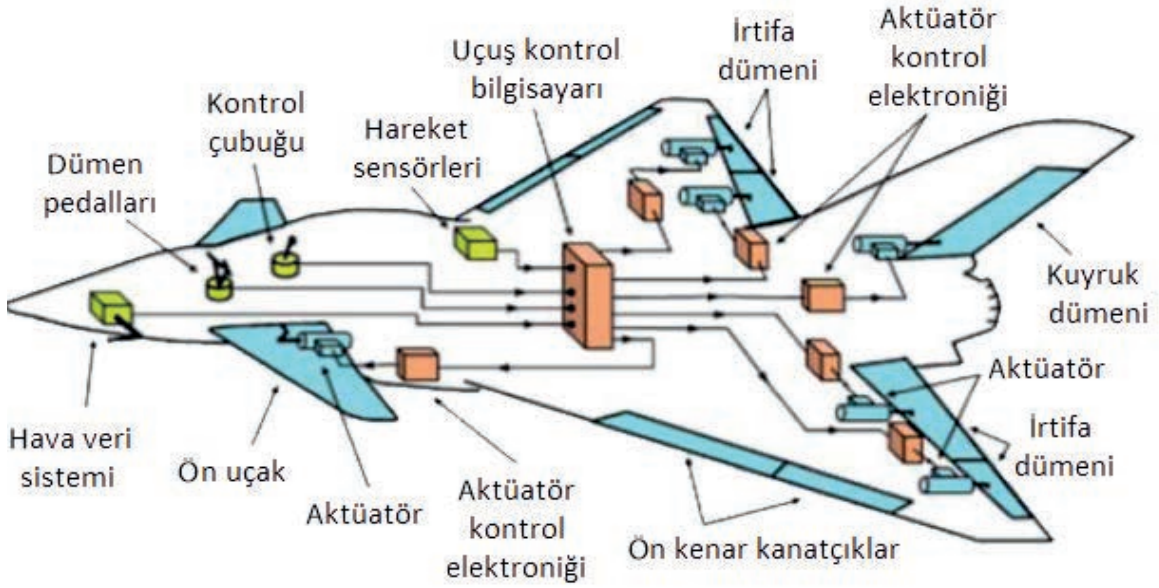 Aktüatör
kontrol
elektroniği
İrtifa
dümeni
Uçuş kontrol
bilgisayarı
Kontrol
çubuğu
Hareket
sensörleri
Dümen
pedalları
Kuyruk
dümeni
Aktüatör
İrtifa
dümeni
Hava veri
sistemi
Ön uçak
Aktüatör
Aktüatör
kontrol
elektroniği
Ön kenar kanatçıklar